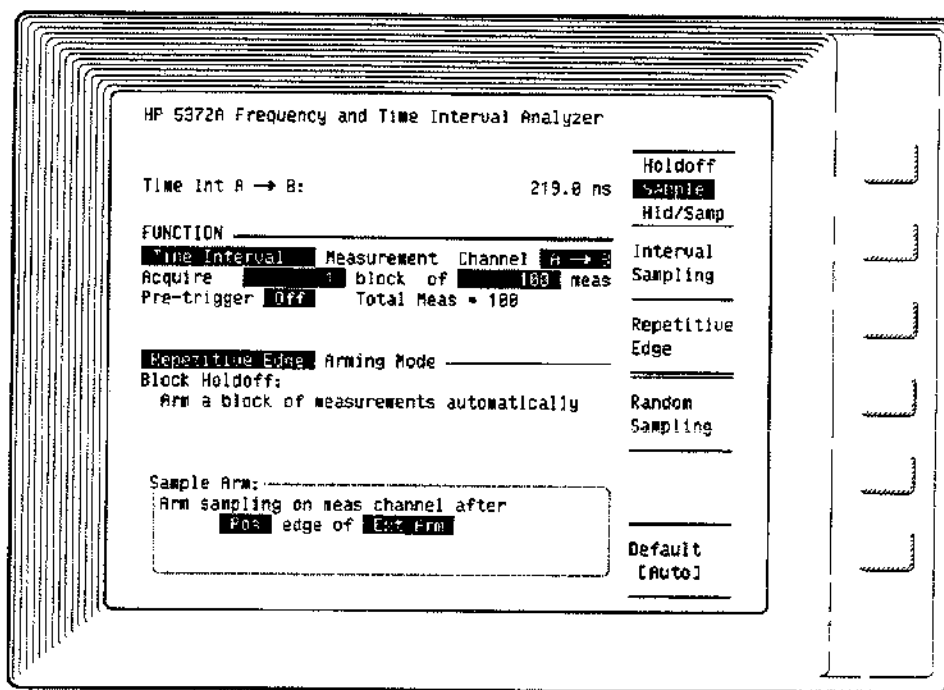 HP 5372A Frequency and Time Interval Analyzer
Time Int A → B: 219.0 ns
FUNCTION
Time Interval Measurement Channel A → B
Acquire 1 block of 100 meas
Pre-trigger Off Total Meas = 100
Repetitive Edge Arming Mode
Block Holdoff:
Arm a block of measurements automatically
Sample Arm:
Arm sampling on meas channel after
Pos edge of Ext Arm
Holdoff
Sample
Hld/Samp
Interval
Sampling
Repetitive
Edge
Random
Sampling
Default
[Auto]